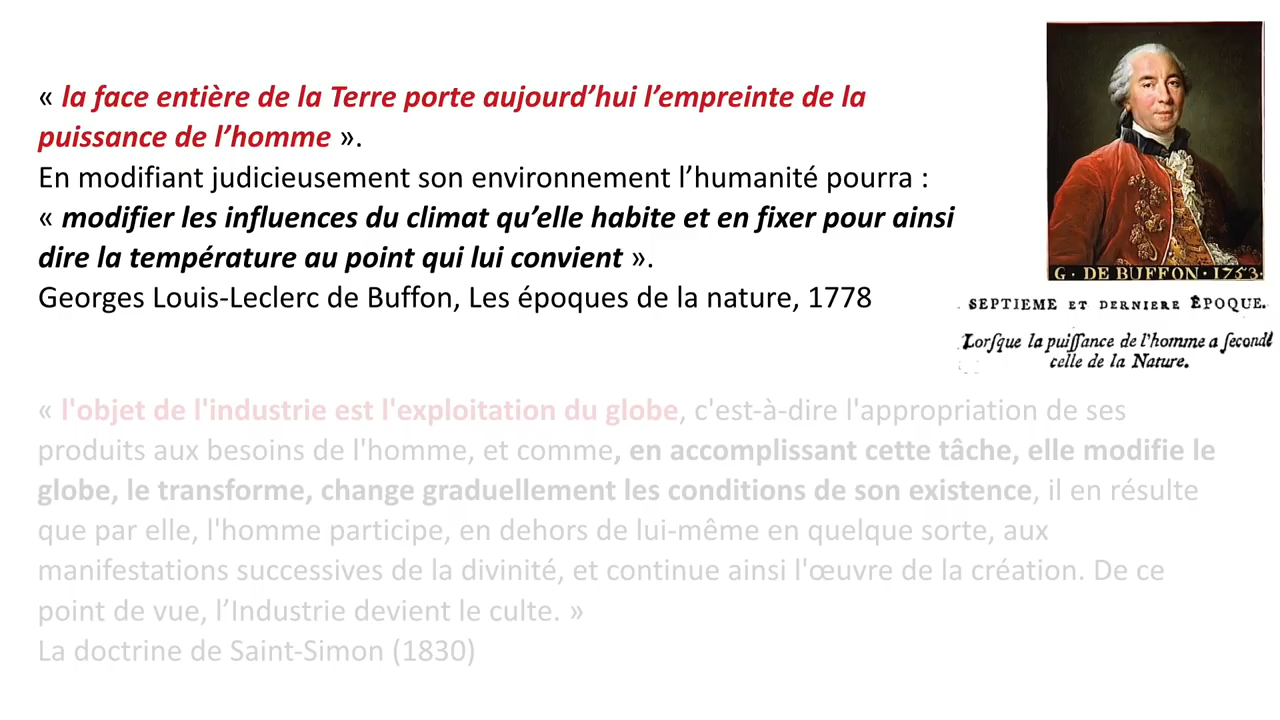 « la face entière de la Terre porte aujourd’hui l’empreinte de la
puissance de l’homme ».
En modifiant judicieusement son environnement l’humanité pourra :
« modifier les influences du climat qu’elle habite et en fixer pour ainsi
dire la température au point qui lui convient ».
Georges Louis-Leclerc de Buffon, Les époques de la nature, 1778
G · DE BUFFON · 1753.
SEPTIEME ET DERNIERE ÉPOQUE.
Lorſque la puiſſance de l'homme a ſecondé
celle de la Nature.
« l'objet de l'industrie est l'exploitation du globe, c'est-à-dire l'appropriation de ses
produits aux besoins de l'homme, et comme, en accomplissant cette tâche, elle modifie le
globe, le transforme, change graduellement les conditions de son existence, il en résulte
que par elle, l'homme participe, en dehors de lui-même en quelque sorte, aux
manifestations successives de la divinité, et continue ainsi l'œuvre de la création. De ce
point de vue, l’Industrie devient le culte. »
La doctrine de Saint-Simon (1830)